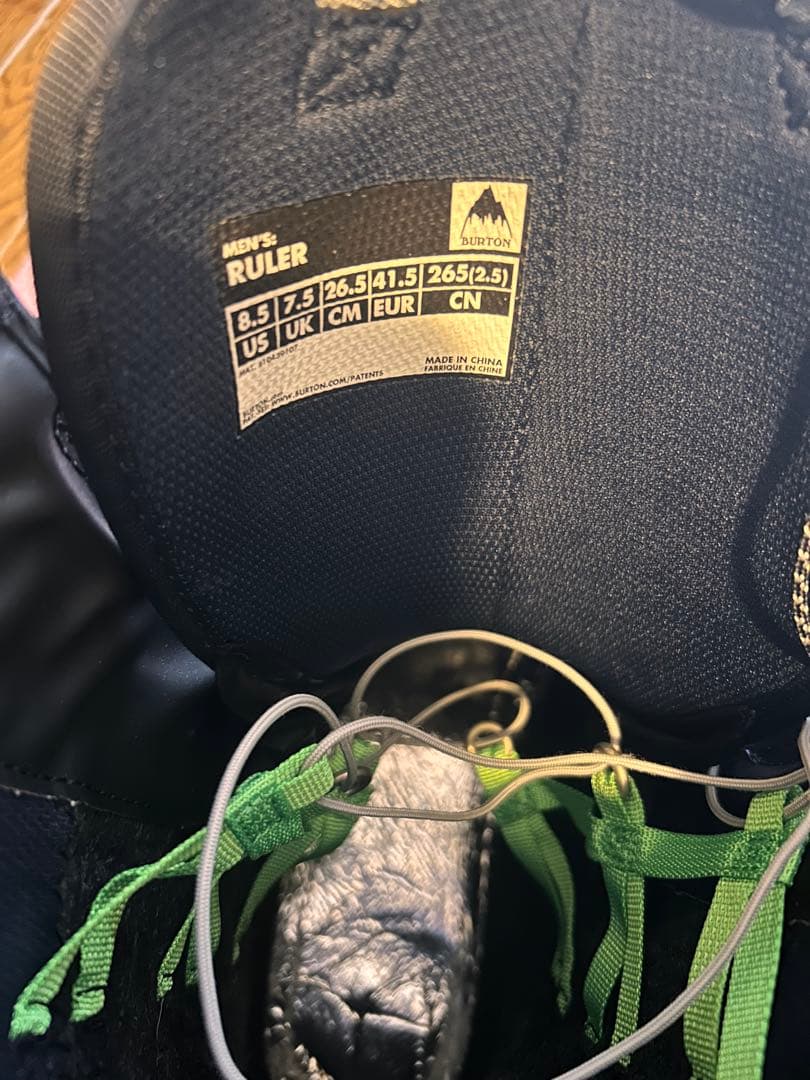 BURTON
MEN'S:
RULER
8.5 7.5 26.5 41.5 265(2.5)
US UK CM EUR CN
MADE IN CHINA
FABRIQUE EN CHINE
WWW.BURTON.COM/PATENTS